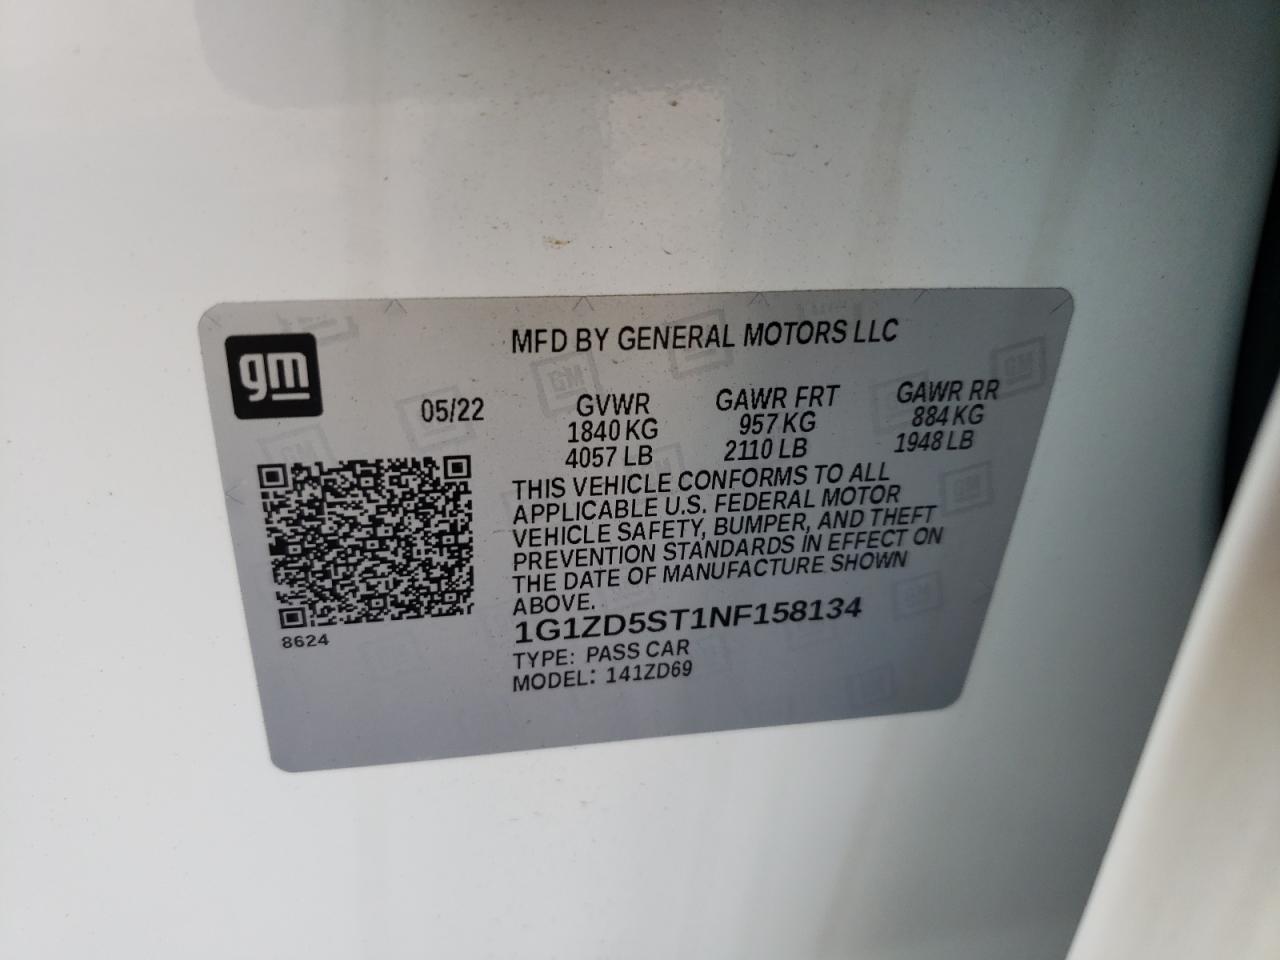 gm
MFD BY GENERAL MOTORS LLC
05/22
GVWR GAWR FRT GAWR RR
1840 KG 957 KG 884 KG
4057 LB 2110 LB 1948 LB
THIS VEHICLE CONFORMS TO ALL
APPLICABLE U.S. FEDERAL MOTOR
VEHICLE SAFETY, BUMPER, AND THEFT
PREVENTION STANDARDS IN EFFECT ON
THE DATE OF MANUFACTURE SHOWN
ABOVE.
1G1ZD5ST1NF158134
8624
TYPE: PASS CAR
MODEL: 141ZD69